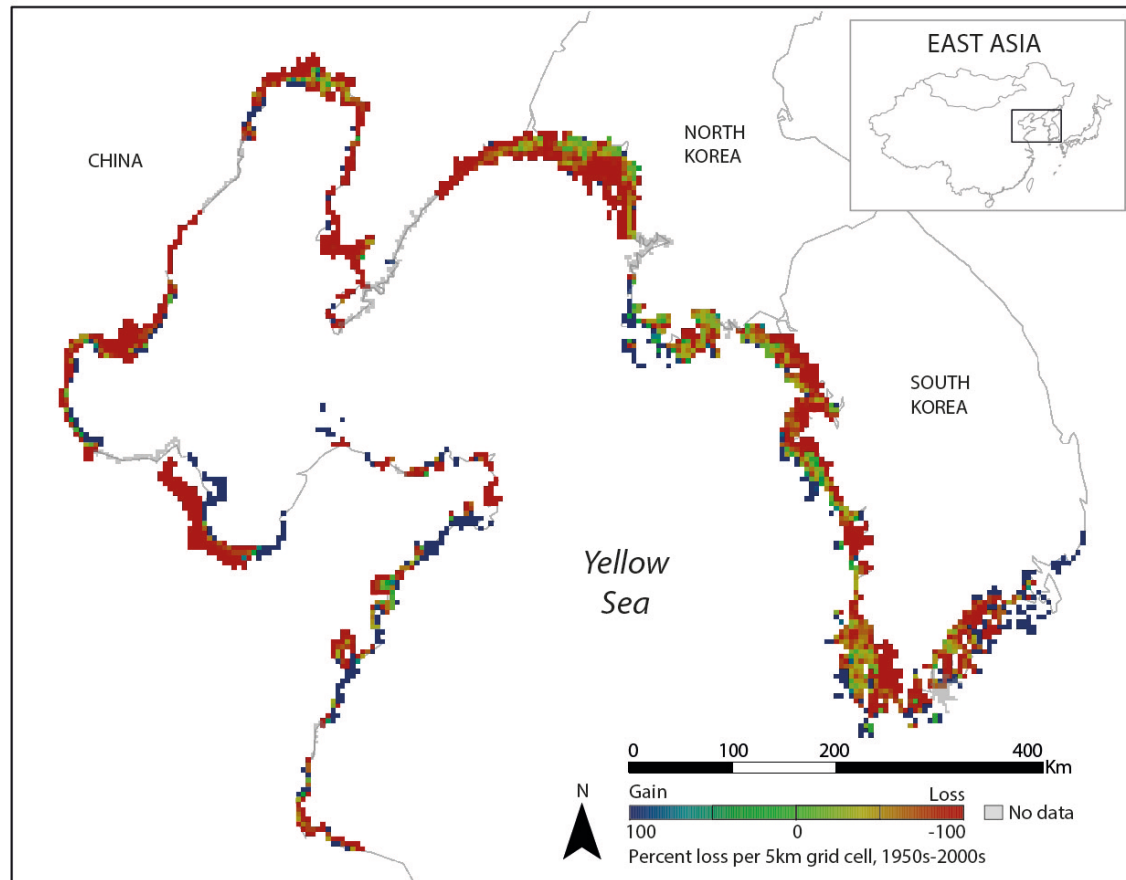 EAST ASIA
CHINA
NORTH
KOREA
SOUTH
KOREA
Yellow
Sea
0 100 200 400
Km
N
Gain Loss
No data
100 0 -100
Percent loss per 5km grid cell, 1950s-2000s